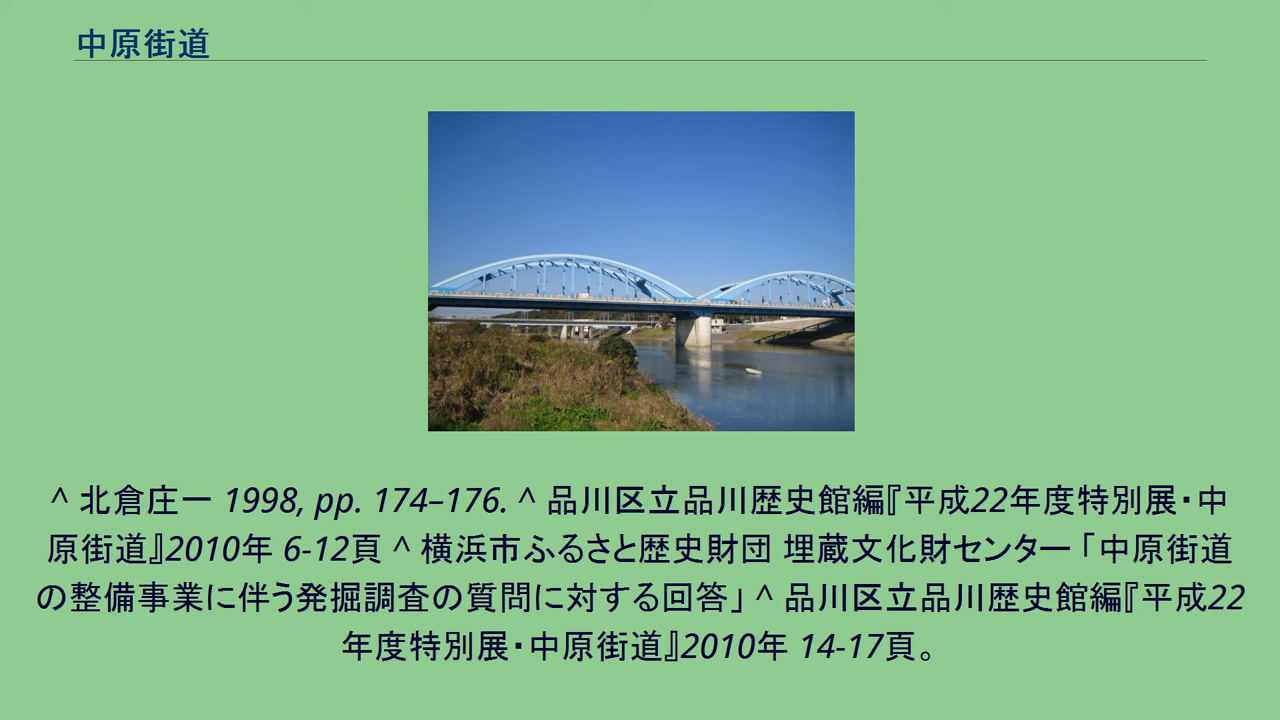 中原街道
^ 北倉庄一 1998, pp. 174–176. ^ 品川区立品川歴史館編『平成22年度特別展・中
原街道』2010年 6-12頁 ^ 横浜市ふるさと歴史財団 埋蔵文化財センター「中原街道
の整備事業に伴う発掘調査の質問に対する回答」 ^ 品川区立品川歴史館編『平成22
年度特別展・中原街道』2010年 14-17頁。